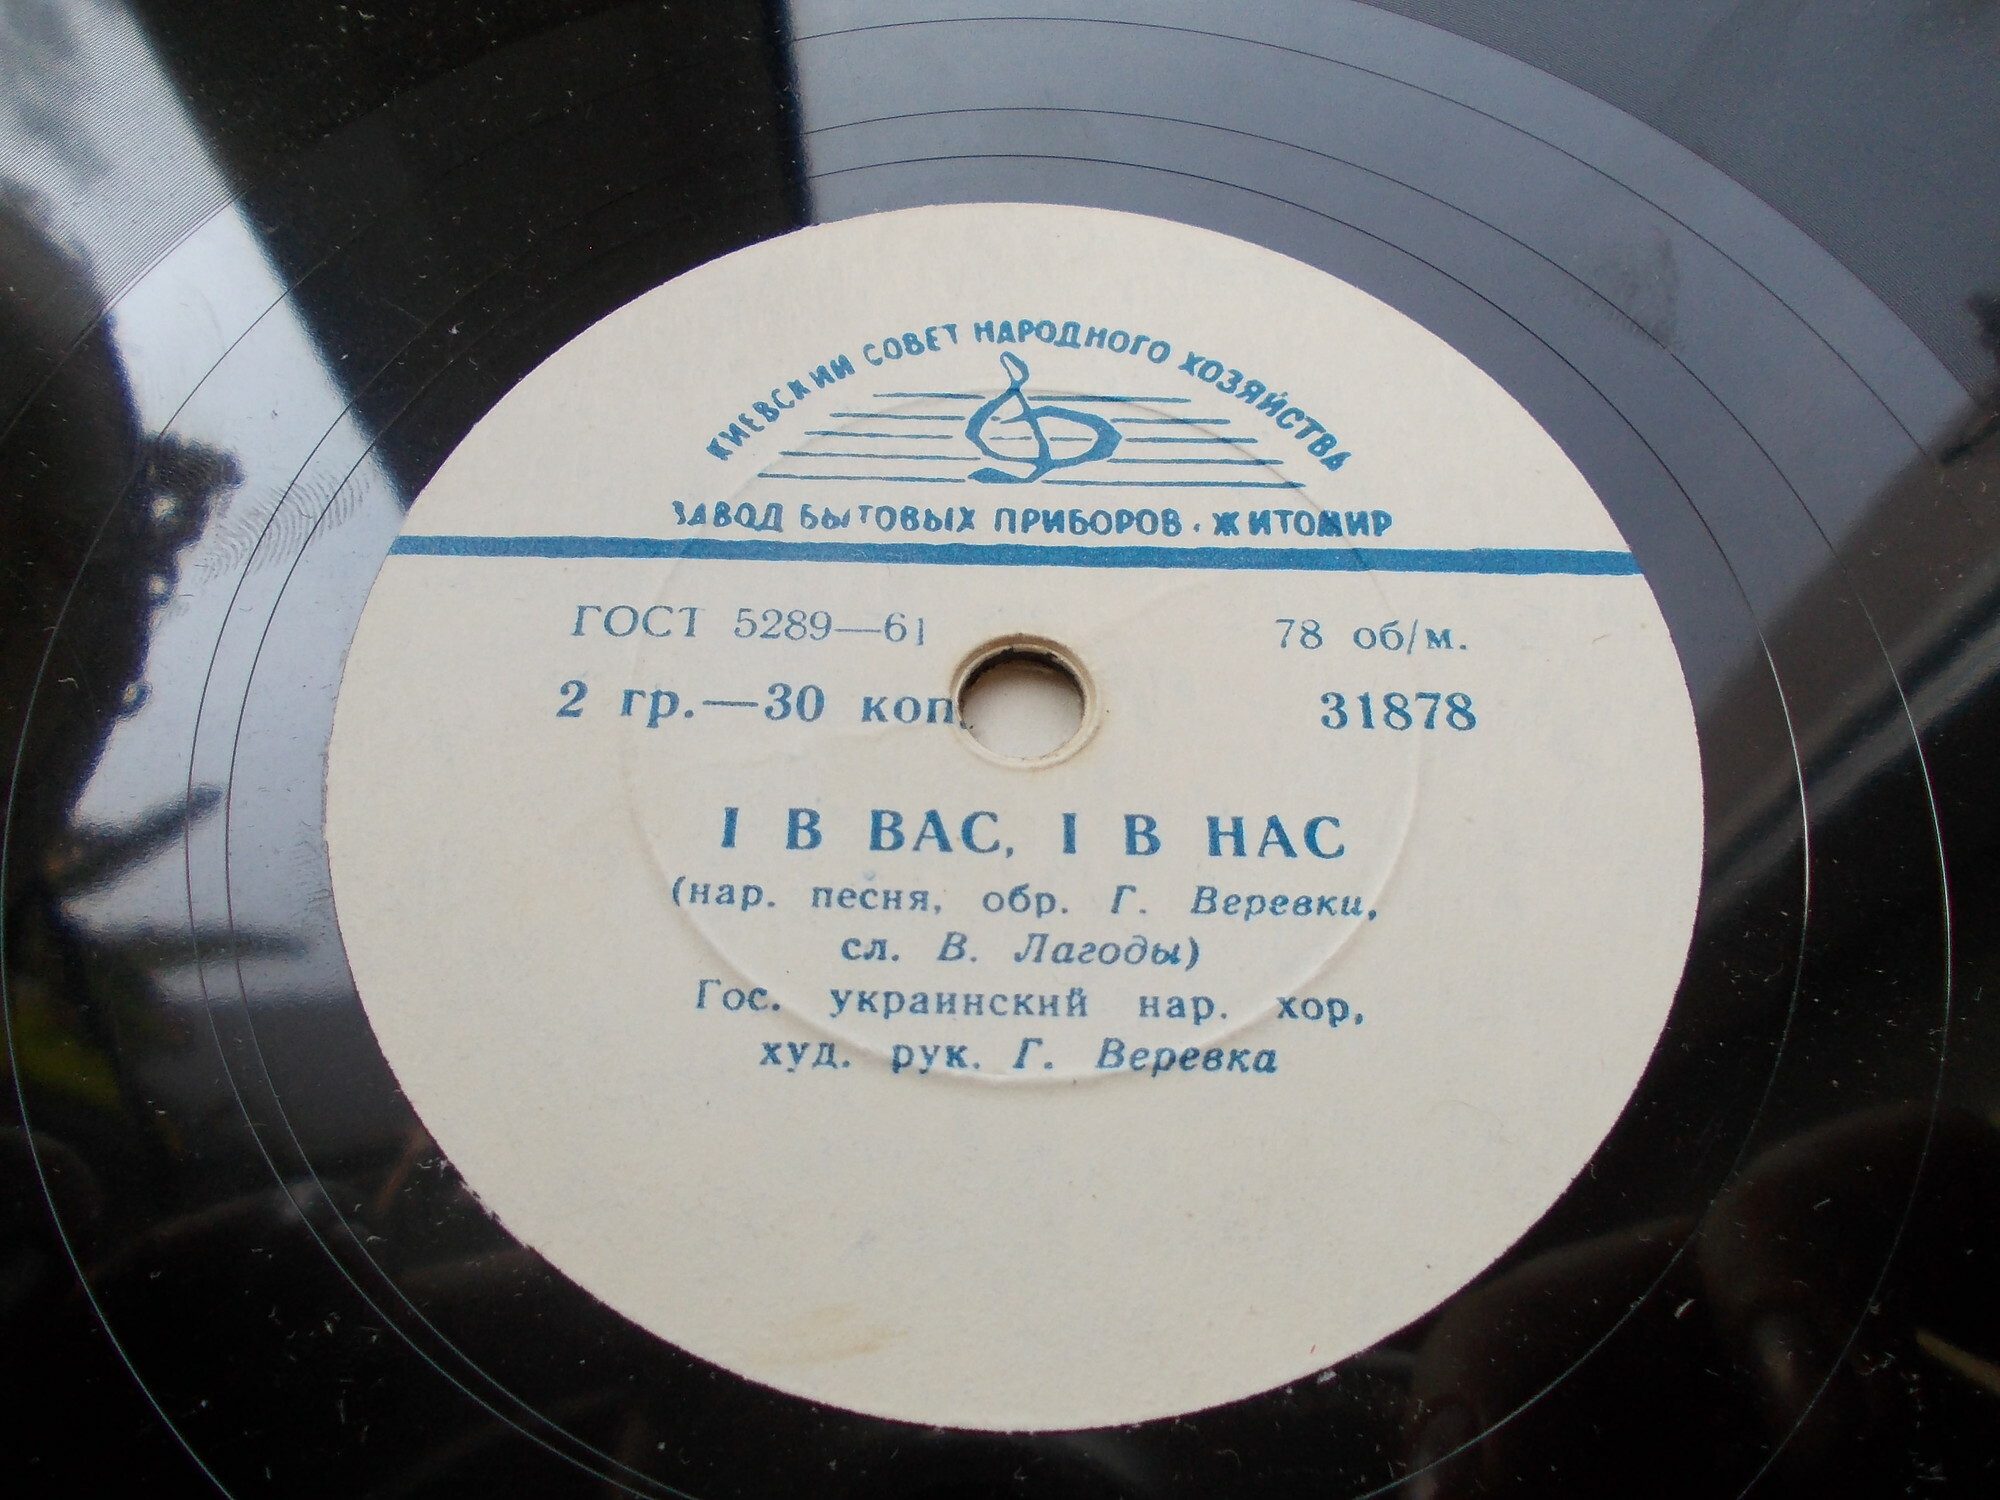 КИЕВСКИЙ СОВЕТ НАРОДНОГО ХОЗЯЙСТВА
ЗАВОД БЫТОВЫХ ПРИБОРОВ · ЖИТОМИР
ГОСТ 5289—61 78 об/м.
2 гр.—30 коп. 31878
І В ВАС, І В НАС
(нар. песня, обр. Г. Веревки,
сл. В. Лагоды)
Гос. украинский нар. хор,
худ. рук. Г. Веревка